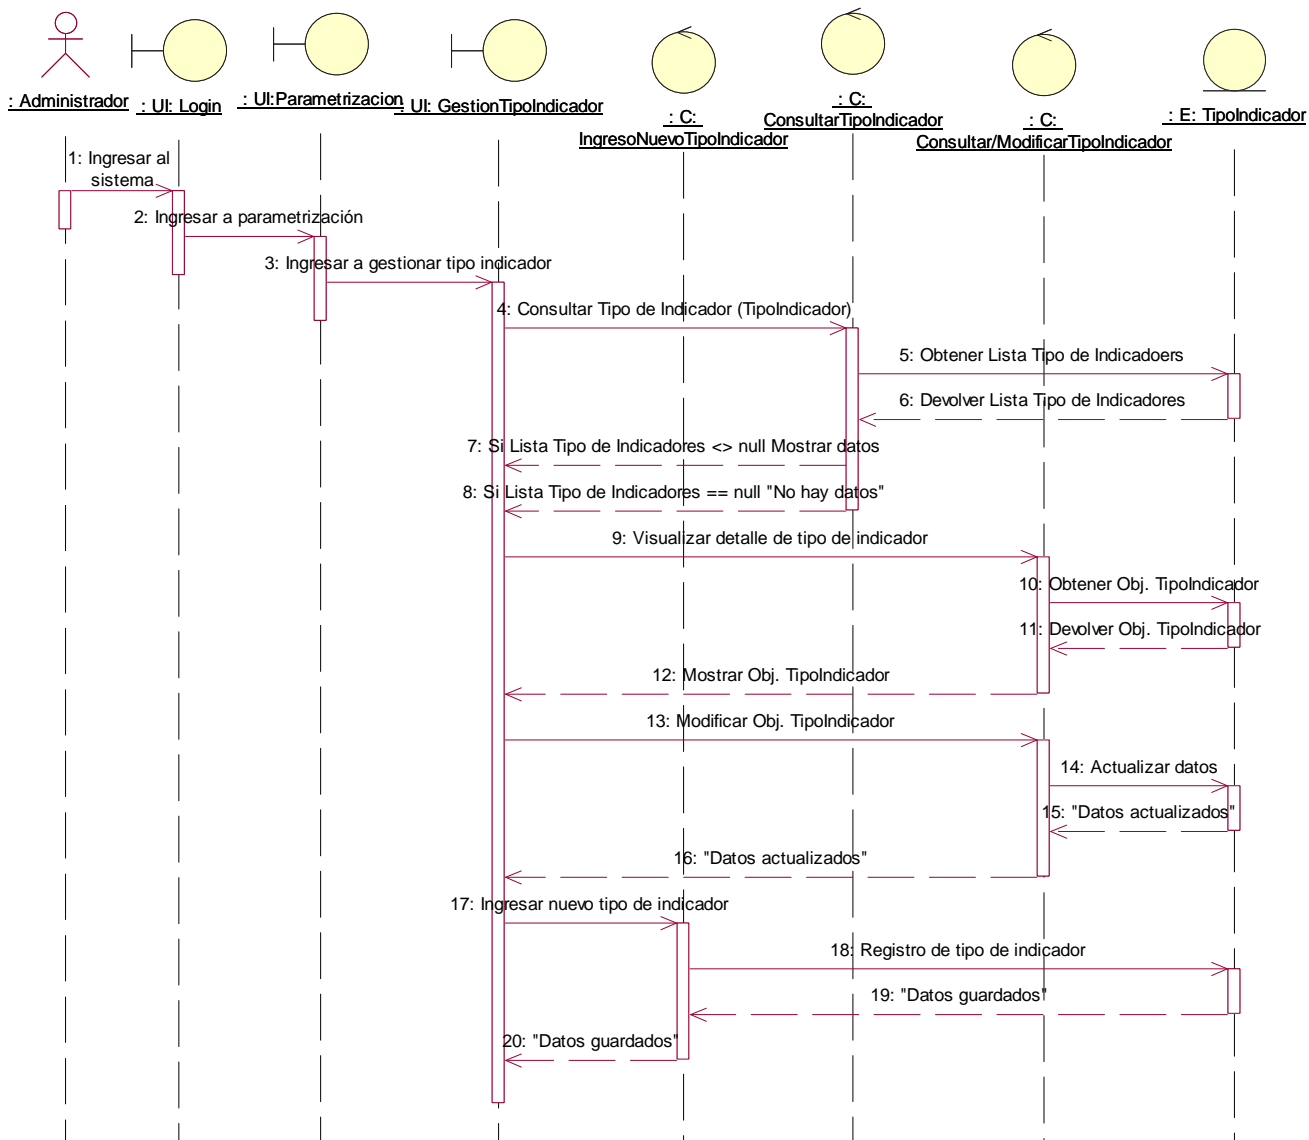 : Administrador
: UI: Login
: UI:Parametrizacion
: UI: GestionTipoIndicador
: C:
IngresoNuevoTipoIndicador
: C:
ConsultarTipoIndicador
: C:
Consultar/ModificarTipoIndicador
: E: TipoIndicador
1: Ingresar al
sistema
2: Ingresar a parametrización
3: Ingresar a gestionar tipo indicador
4: Consultar Tipo de Indicador (TipoIndicador)
5: Obtener Lista Tipo de Indicadoers
6: Devolver Lista Tipo de Indicadores
7: Si Lista Tipo de Indicadores <> null Mostrar datos
8: Si Lista Tipo de Indicadores == null "No hay datos"
9: Visualizar detalle de tipo de indicador
10: Obtener Obj. TipoIndicador
11: Devolver Obj. TipoIndicador
12: Mostrar Obj. TipoIndicador
13: Modificar Obj. TipoIndicador
14: Actualizar datos
15: "Datos actualizados"
16: "Datos actualizados"
17: Ingresar nuevo tipo de indicador
18: Registro de tipo de indicador
19: "Datos guardados"
20: "Datos guardados"